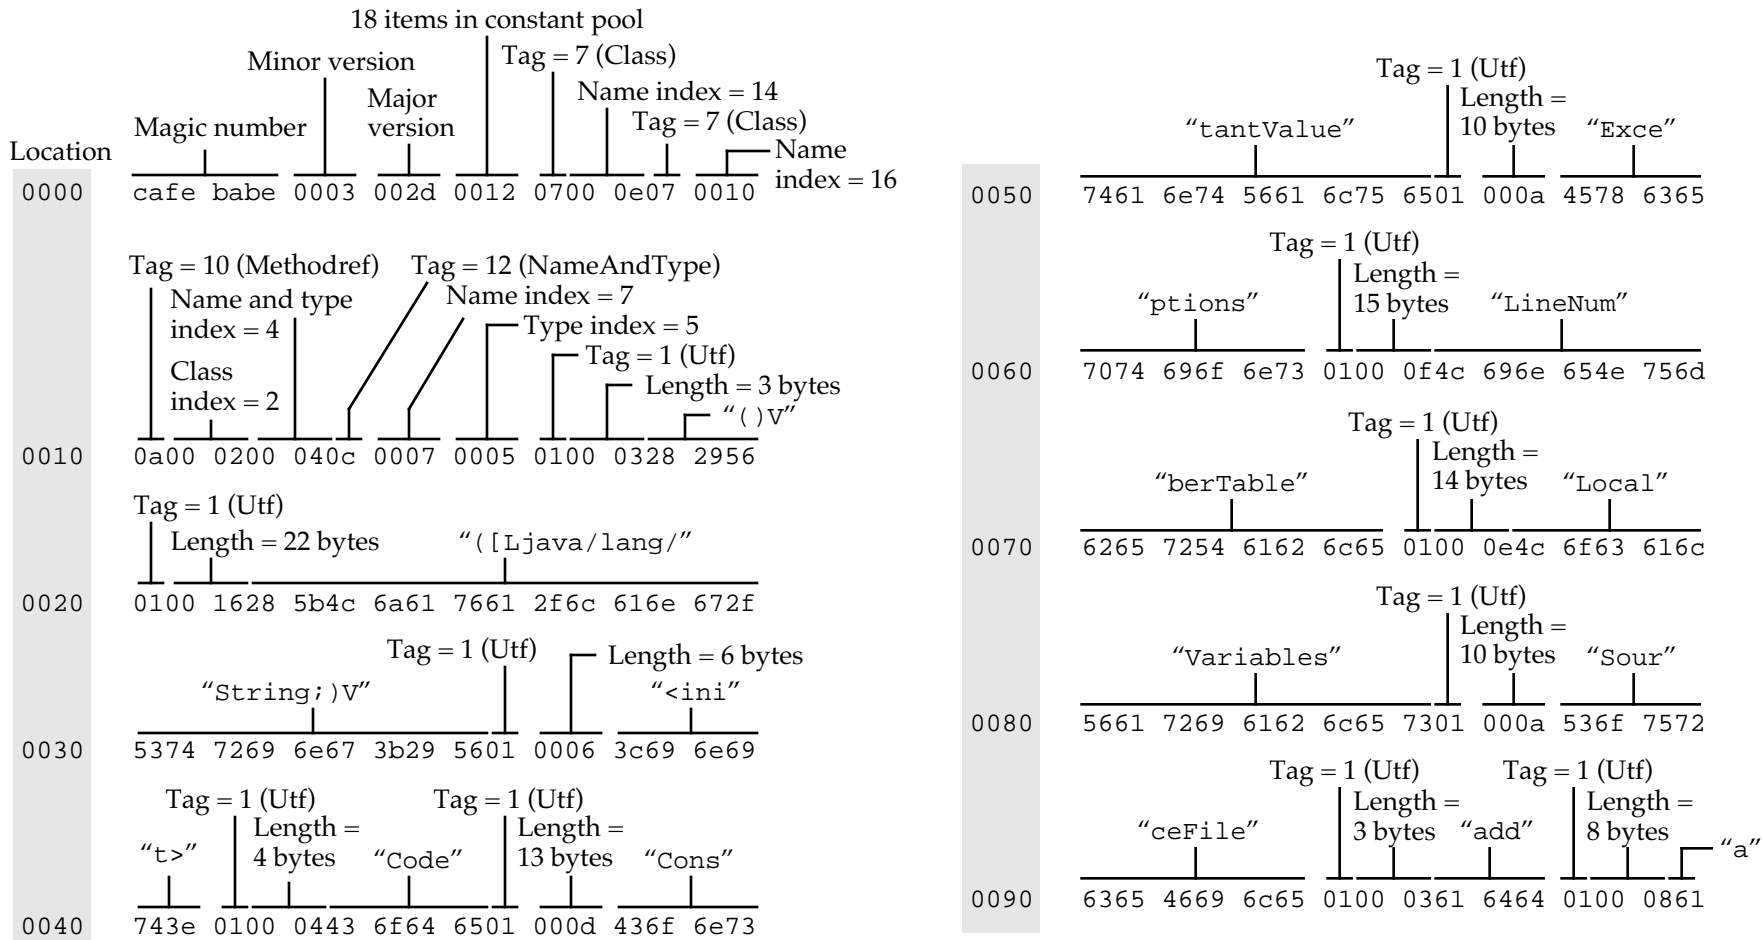 18 items in constant pool
Minor version
Tag = 7 (Class)
Magic number
Major
version
Name index = 14
Tag = 7 (Class)
Name
index = 16
Location
0000 cafe babe 0003 002d 0012 0700 0e07 0010
Tag = 10 (Methodref)
Tag = 12 (NameAndType)
Name and type
index = 4
Name index = 7
Type index = 5
Tag = 1 (Utf)
Class
index = 2
Length = 3 bytes
“()V”
0010 0a00 0200 040c 0007 0005 0100 0328 2956
Tag = 1 (Utf)
Length = 22 bytes
“([Ljava/lang/”
0020 0100 1628 5b4c 6a61 7661 2f6c 616e 672f
Tag = 1 (Utf)
Length = 6 bytes
“String;)V”
“<ini”
0030 5374 7269 6e67 3b29 5601 0006 3c69 6e69
Tag = 1 (Utf)
Tag = 1 (Utf)
“t>”
Length =
4 bytes
“Code”
Length =
13 bytes
“Cons”
0040 743e 0100 0443 6f64 6501 000d 436f 6e73
Tag = 1 (Utf)
“tantValue”
Length =
10 bytes
“Exce”
0050 7461 6e74 5661 6c75 6501 000a 4578 6365
Tag = 1 (Utf)
“ptions”
Length =
15 bytes
“LineNum”
0060 7074 696f 6e73 0100 0f4c 696e 654e 756d
Tag = 1 (Utf)
“berTable”
Length =
14 bytes
“Local”
0070 6265 7254 6162 6c65 0100 0e4c 6f63 616c
Tag = 1 (Utf)
“Variables”
Length =
10 bytes
“Sour”
0080 5661 7269 6162 6c65 7301 000a 536f 7572
Tag = 1 (Utf)
Tag = 1 (Utf)
“ceFile”
Length =
3 bytes
“add”
Length =
8 bytes
“a”
0090 6365 4669 6c65 0100 0361 6464 0100 0861